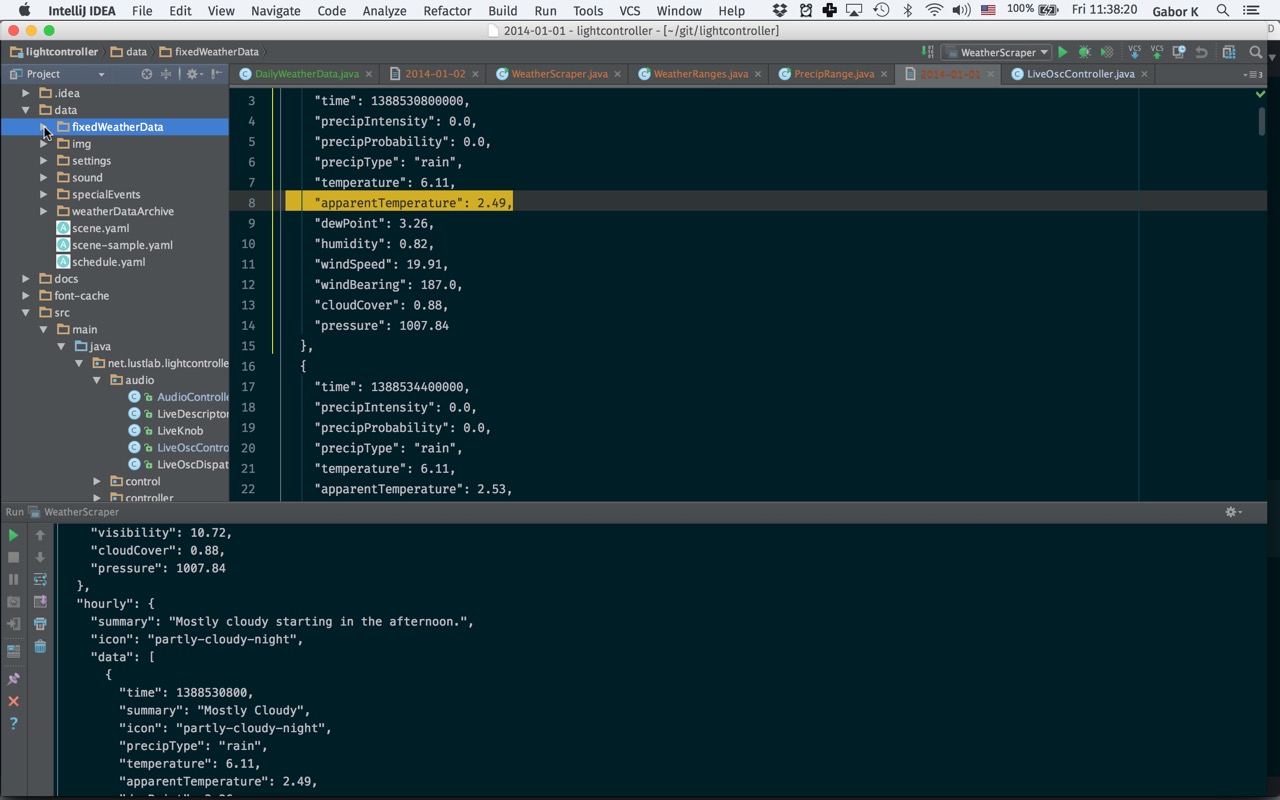 IntelliJ IDEA File Edit View Navigate Code Analyze Refactor Build Run Tools VCS Window Help 100% Fri 11:38:20 Gabor K
2014-01-01 - lightcontroller - [~/git/lightcontroller]
lightcontroller data fixedWeatherData WeatherScraper VCS VCS
Project DailyWeatherData.java 2014-01-02 WeatherScraper.java WeatherRanges.java PrecipRange.java 2014-01-01 LiveOscController.java
.idea
data
fixedWeatherData
img
settings
sound
specialEvents
weatherDataArchive
scene.yaml
scene-sample.yaml
schedule.yaml
docs
font-cache
src
main
java
net.lustlab.lightcontrolle
audio
AudioControlle
LiveDescriptor
LiveKnob
LiveOscContro
LiveOscDispat
control
controller
3 "time": 1388530800000,
4 "precipIntensity": 0.0,
5 "precipProbability": 0.0,
6 "precipType": "rain",
7 "temperature": 6.11,
8 "apparentTemperature": 2.49,
9 "dewPoint": 3.26,
10 "humidity": 0.82,
11 "windSpeed": 19.91,
12 "windBearing": 187.0,
13 "cloudCover": 0.88,
14 "pressure": 1007.84
15 },
16 {
17 "time": 1388534400000,
18 "precipIntensity": 0.0,
19 "precipProbability": 0.0,
20 "precipType": "rain",
21 "temperature": 6.11,
22 "apparentTemperature": 2.53,
Run WeatherScraper
"visibility": 10.72,
"cloudCover": 0.88,
"pressure": 1007.84
},
"hourly": {
"summary": "Mostly cloudy starting in the afternoon.",
"icon": "partly-cloudy-night",
"data": [
{
"time": 1388530800,
"summary": "Mostly Cloudy",
"icon": "partly-cloudy-night",
"precipType": "rain",
"temperature": 6.11,
"apparentTemperature": 2.49,